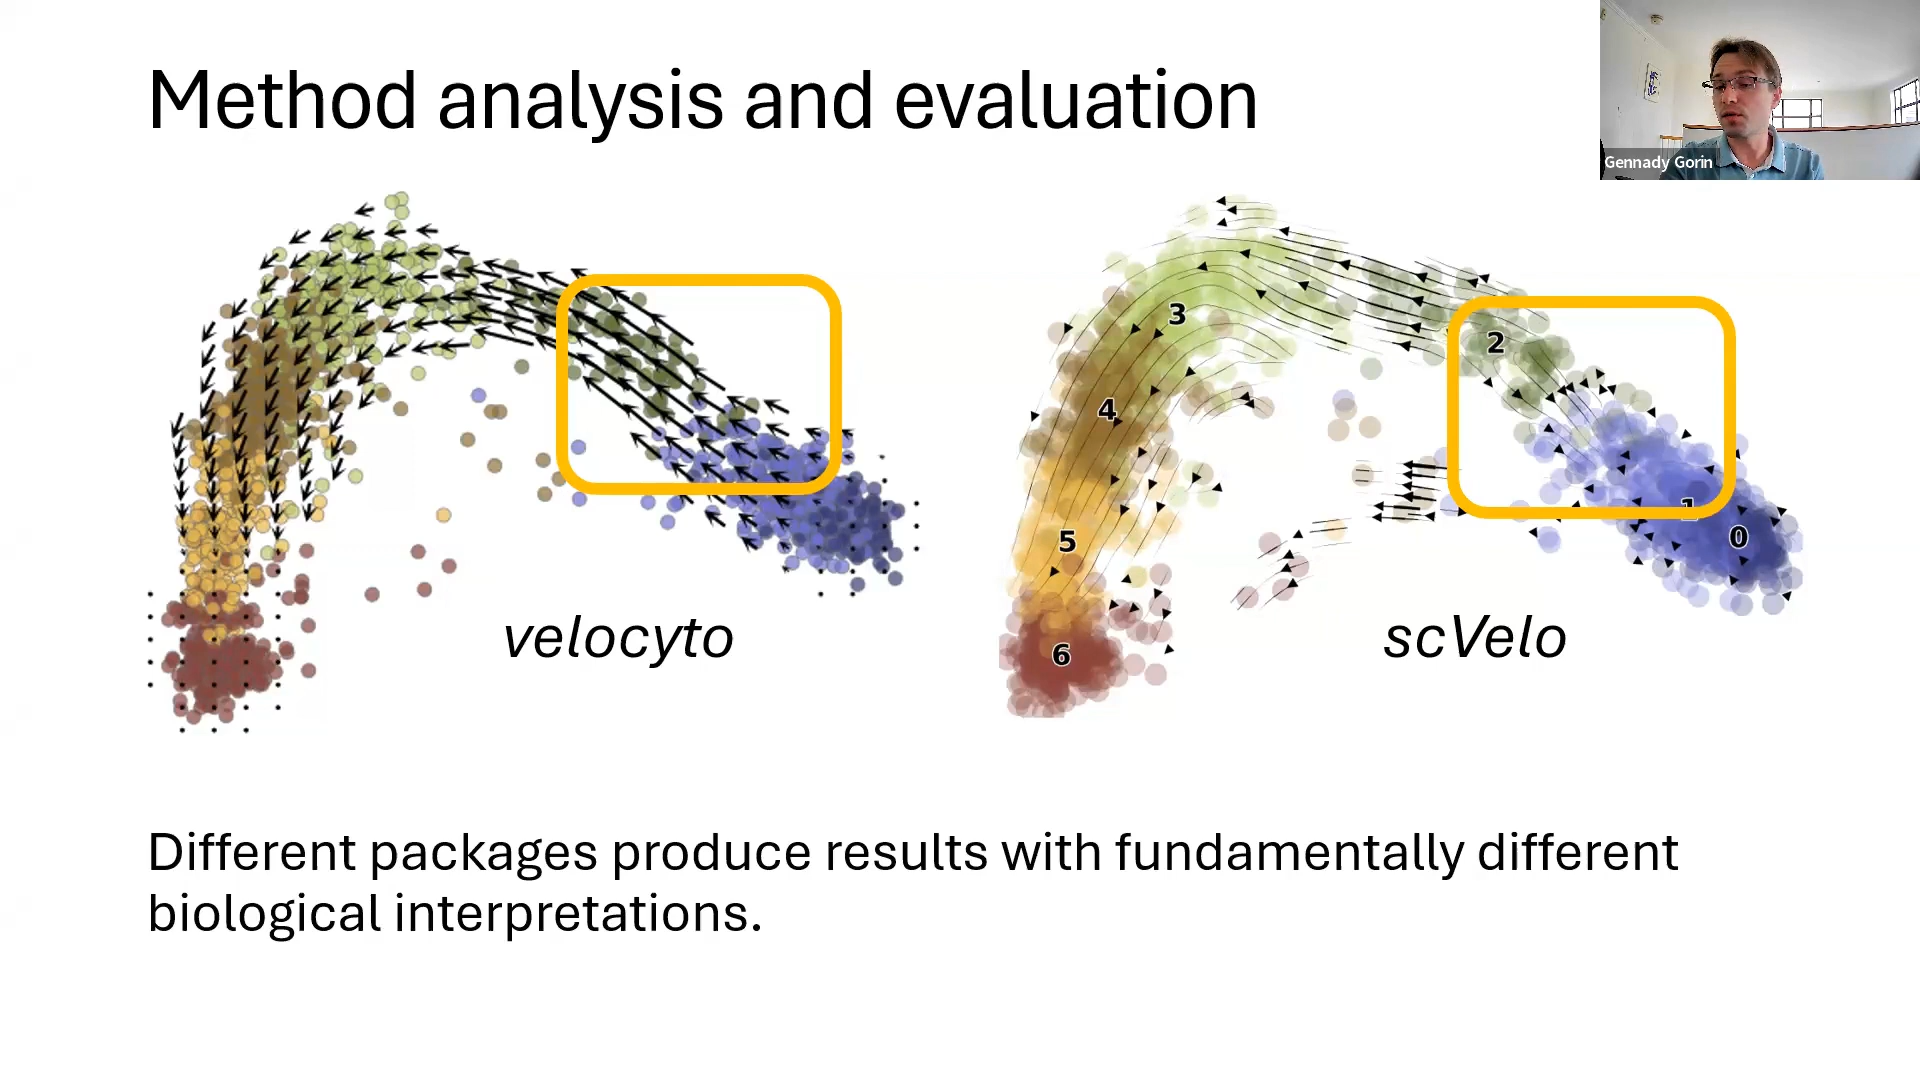 Method analysis and evaluation
Gennady Gorin
2
3
4
1
5
0
6
velocyto
scVelo
Different packages produce results with fundamentally different
biological interpretations.